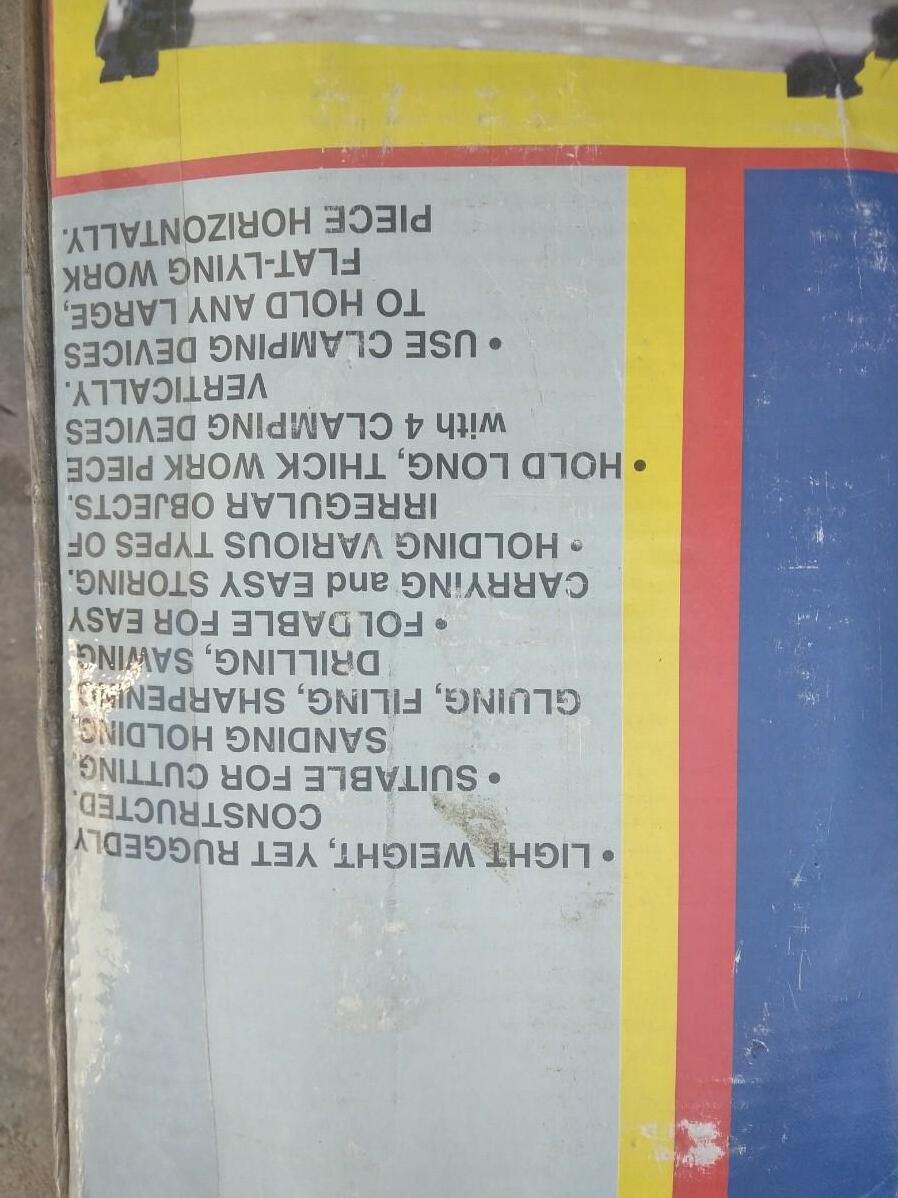 • LIGHT WEIGHT, YET RUGGEDLY
CONSTRUCTED.
• SUITABLE FOR CUTTING,
SANDING HOLDING
GLUING, FILING, SHARPENING
DRILLING, SAWING
• FOLDABLE FOR EASY
CARRYING and EASY STORING.
• HOLDING VARIOUS TYPES OF
IRREGULAR OBJECTS.
• HOLD LONG, THICK WORK PIECE
with 4 CLAMPING DEVICES
VERTICALLY.
• USE CLAMPING DEVICES
TO HOLD ANY LARGE,
FLAT-LYING WORK
PIECE HORIZONTALLY.